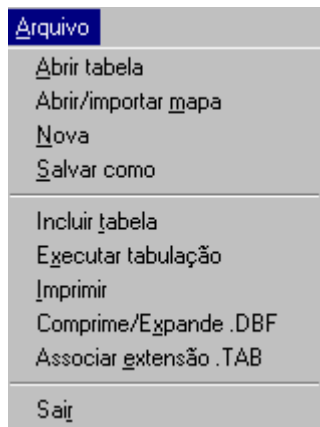 Arquivo
Abrir tabela
Abrir/importar mapa
Nova
Salvar como
Incluir tabela
Executar tabulação
Imprimir
Comprime/Expande .DBF
Associar extensão .TAB
Sair